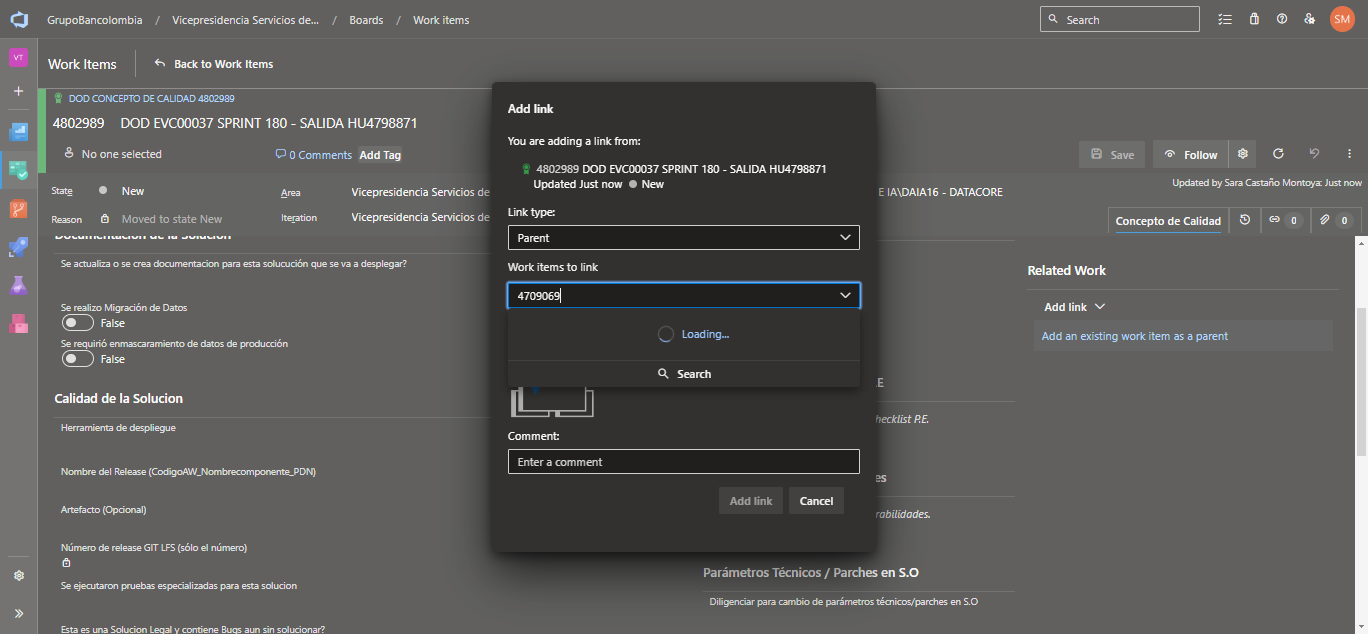 GrupoBancolombia / Vicepresidencia Servicios de... / Boards / Work items
Search
SM
VT
Work Items
Back to Work Items
DOD CONCEPTO DE CALIDAD 4802989
4802989 DOD EVC00037 SPRINT 180 - SALIDA HU4798871
No one selected
0 Comments
Add Tag
Save
Follow
State
New
Area
Vicepresidencia Servicios de
E IA\DAIA16 - DATACORE
Updated by Sara Castaño Montoya: Just now
Reason
Moved to state New
Iteration
Vicepresidencia Servicios de
Concepto de Calidad
0
0
Documentacion de la Solucion
Se actualiza o se crea documentacion para esta solucución que se va a desplegar?
Se realizo Migración de Datos
False
Se requirió enmascaramiento de datos de producción
False
Calidad de la Solucion
Herramienta de despliegue
Nombre del Release (CodigoAW_Nombrecomponente_PDN)
Artefacto (Opcional)
Número de release GIT LFS (sólo el número)
Se ejecutaron pruebas especializadas para esta solucion
Esta es una Solucion Legal y contiene Bugs aun sin solucionar?
Add link
You are adding a link from:
4802989 DOD EVC00037 SPRINT 180 - SALIDA HU4798871
Updated Just now New
Link type:
Parent
Work items to link
4709069
Loading...
Search
Comment:
Enter a comment
Add link
Cancel
E
hecklist P.E.
es
rabilidades.
Parámetros Técnicos / Parches en S.O
Diligenciar para cambio de parámetros técnicos/parches en S.O
Related Work
Add link
Add an existing work item as a parent